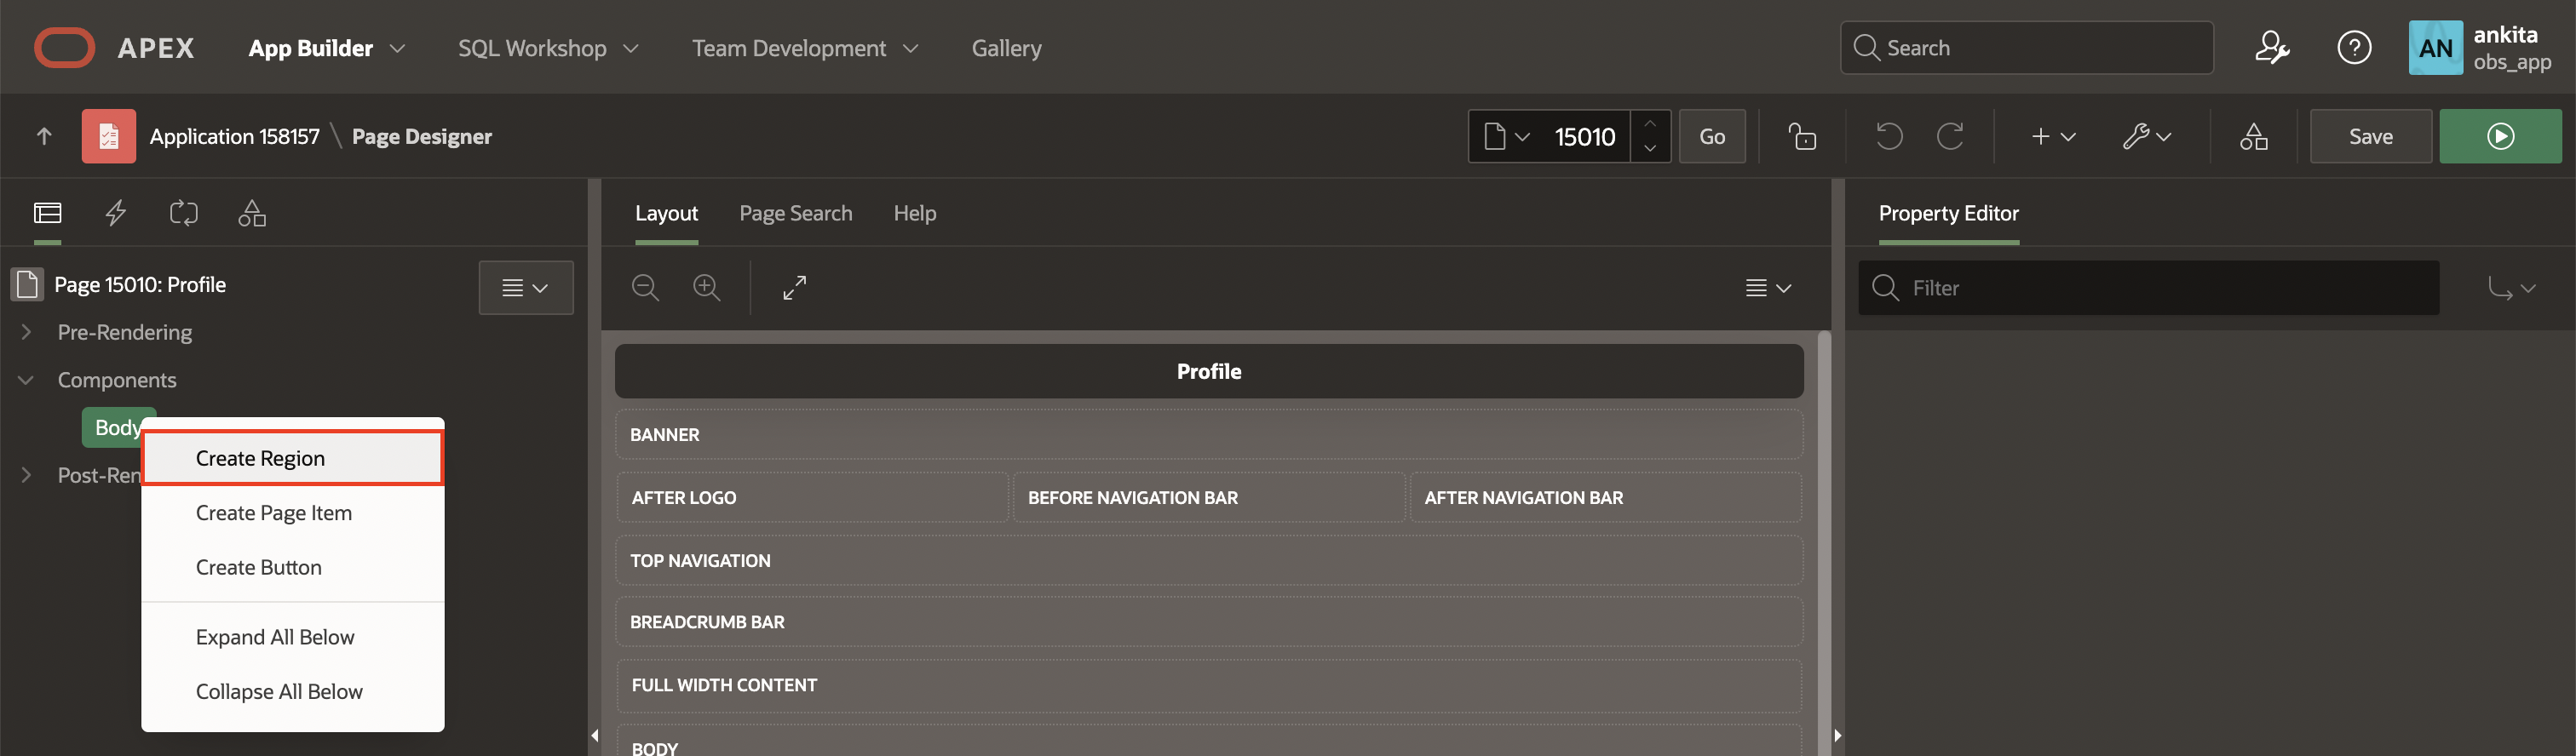 APEX App Builder SQL Workshop Team Development Gallery Search AN ankita
obs_app
Application 158157 \ Page Designer 15010 Go Save
Layout Page Search Help Property Editor
Page 15010: Profile Filter
Pre-Rendering
Components
Body
Post-Ren
Create Region
Create Page Item
Create Button
Expand All Below
Collapse All Below
Profile
BANNER
AFTER LOGO BEFORE NAVIGATION BAR AFTER NAVIGATION BAR
TOP NAVIGATION
BREADCRUMB BAR
FULL WIDTH CONTENT
BODY